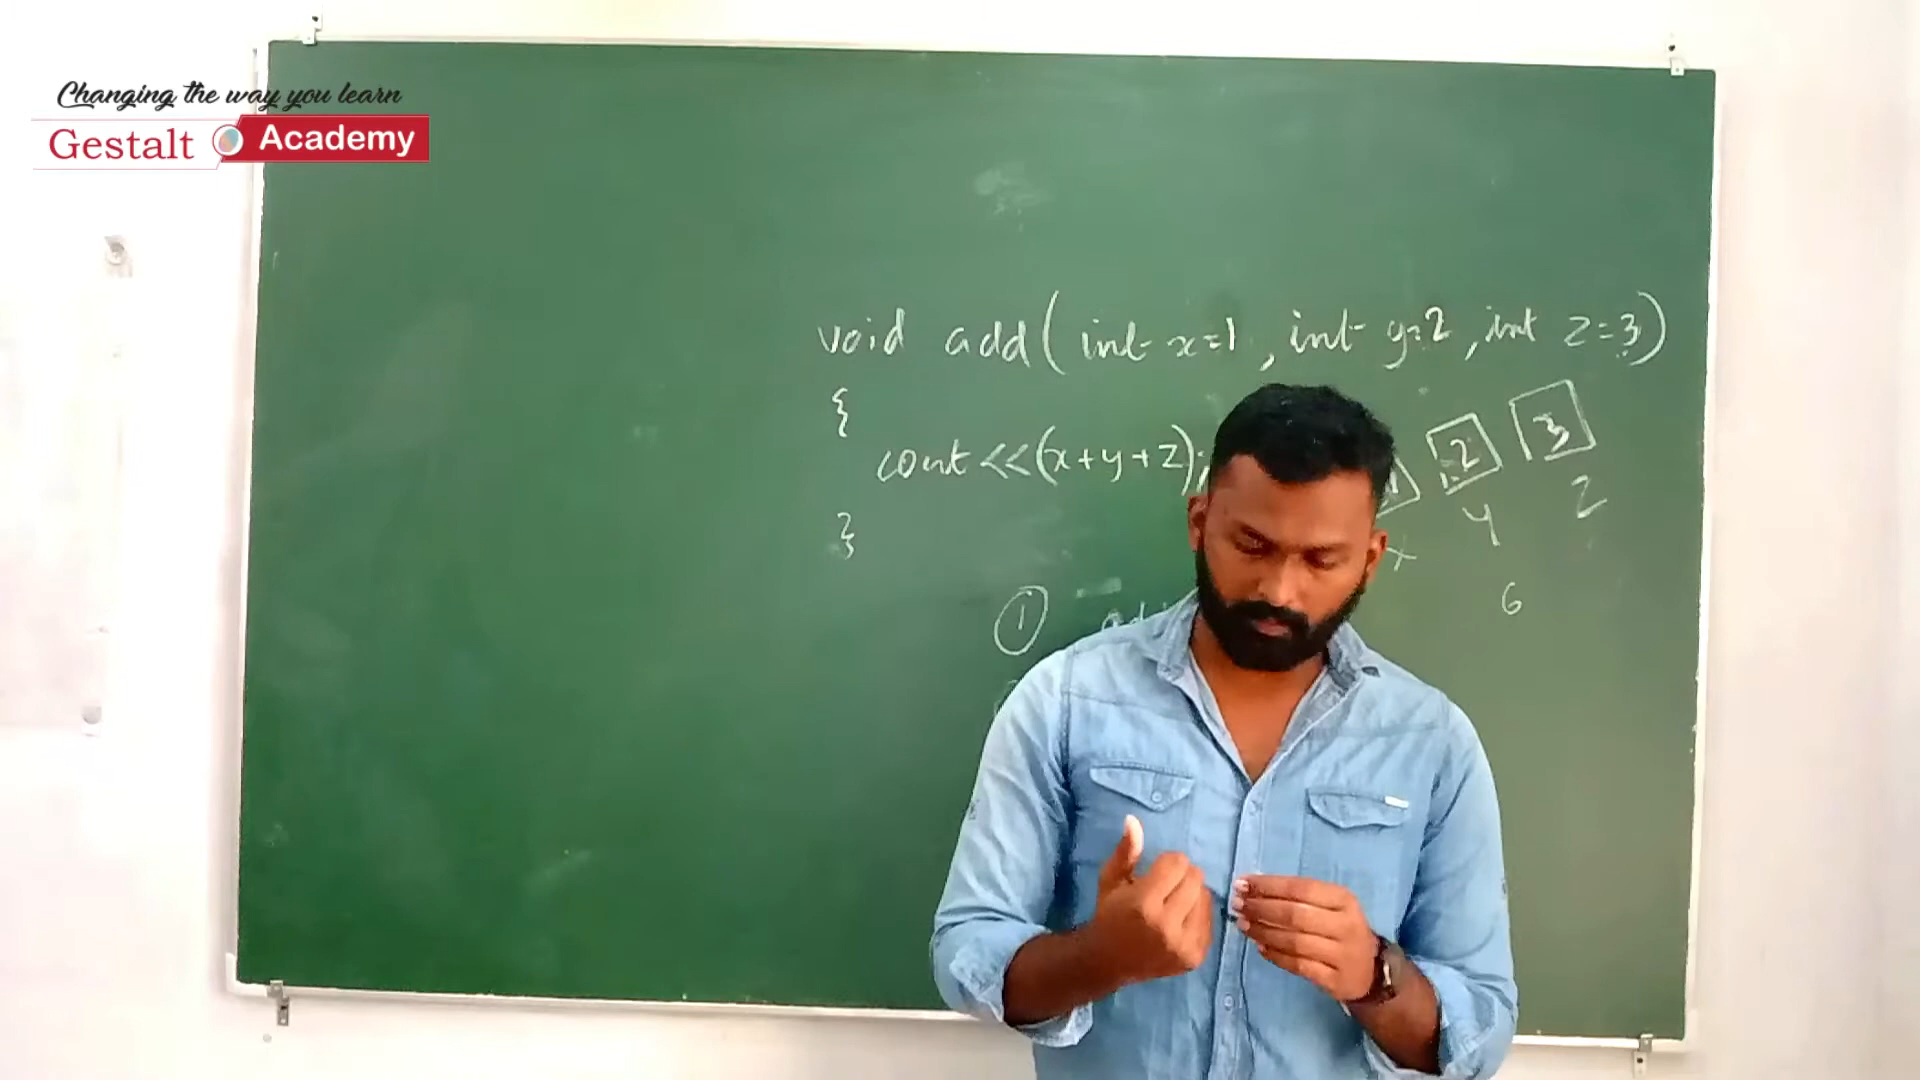 Changing the way you learn
Gestalt Academy
void add(int x=1, int y=2, int z=3)
{
cout<<(x+y+z);
}
2 3
x y z
6
①